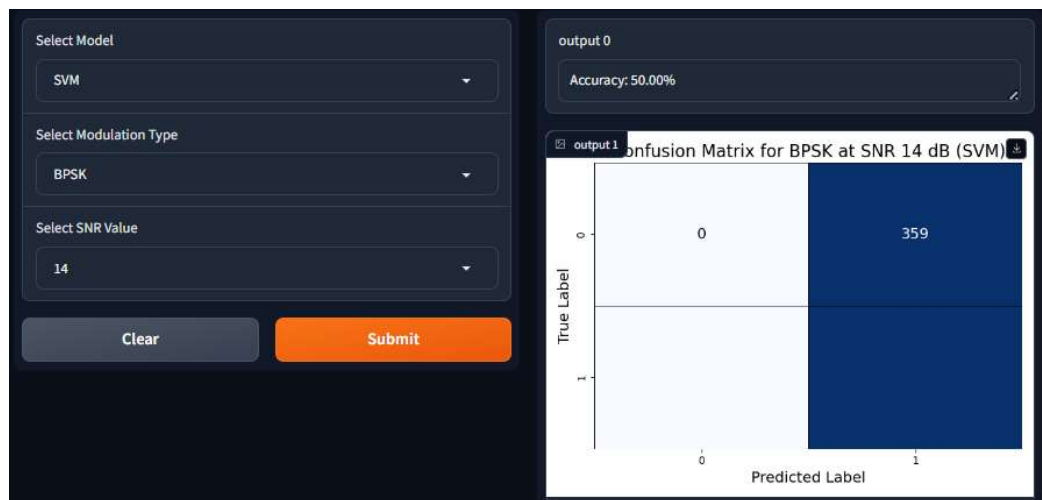 Select Model
SVM
Select Modulation Type
BPSK
Select SNR Value
14
Clear
Submit
output 0
Accuracy: 50.00%
output 1
onfusion Matrix for BPSK at SNR 14 dB (SVM)
0
0
359
True Label
1
0
1
Predicted Label